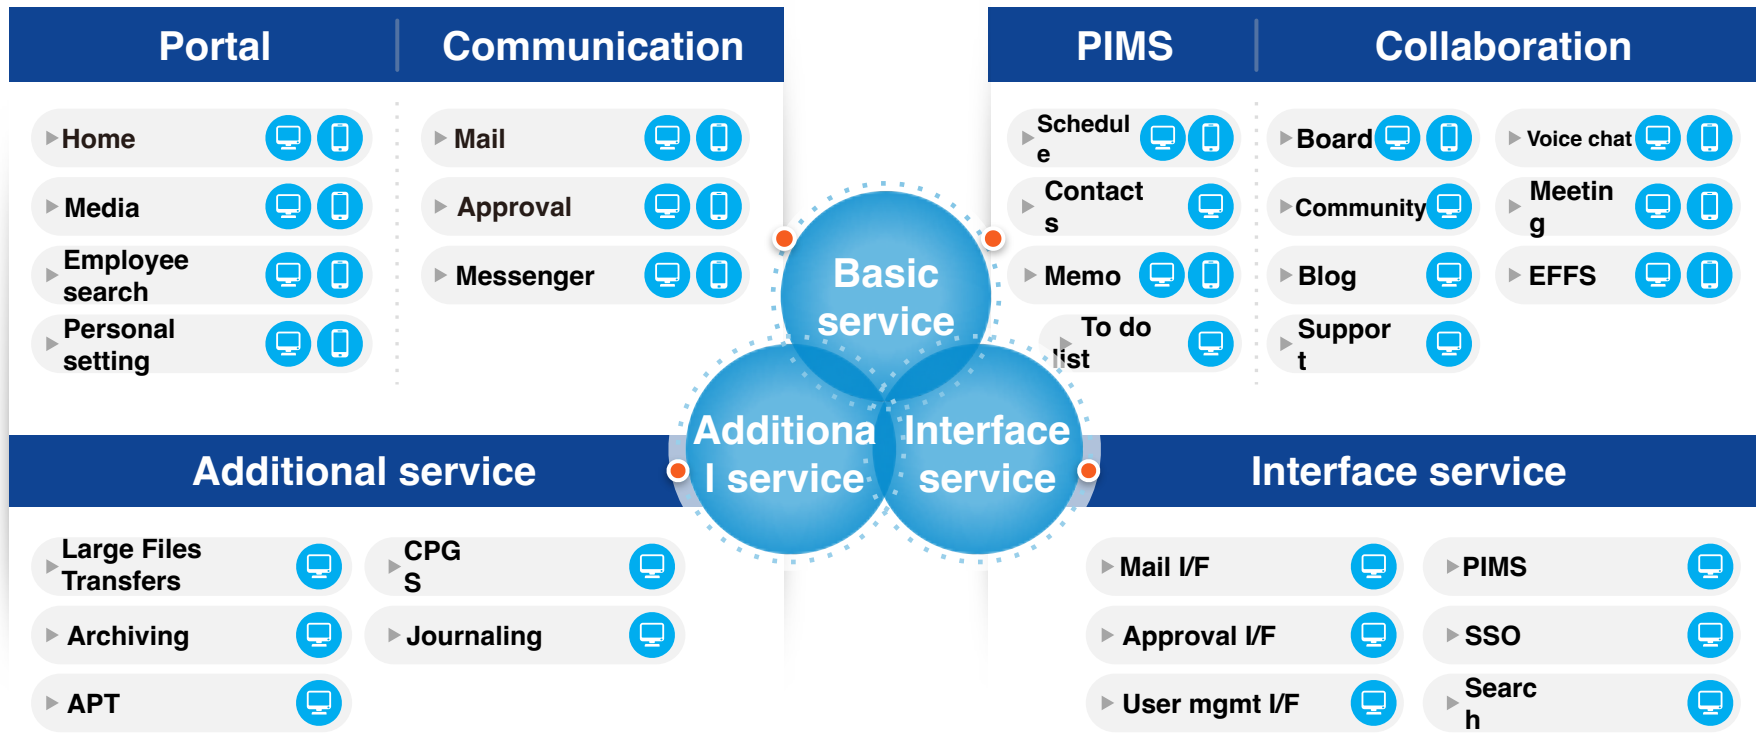 Portal
Communication
Home
Media
Employee
search
Personal
setting
Mail
Approval
Messenger
PIMS
Collaboration
Schedul
e
Contact
s
Memo
To do
list
Board
Community
Blog
Suppor
t
Voice chat
Meetin
g
EFFS
Basic
service
Additiona
l service
Interface
service
Additional service
Large Files
Transfers
Archiving
APT
CPG
S
Journaling
Interface service
Mail I/F
Approval I/F
User mgmt I/F
PIMS
SSO
Searc
h